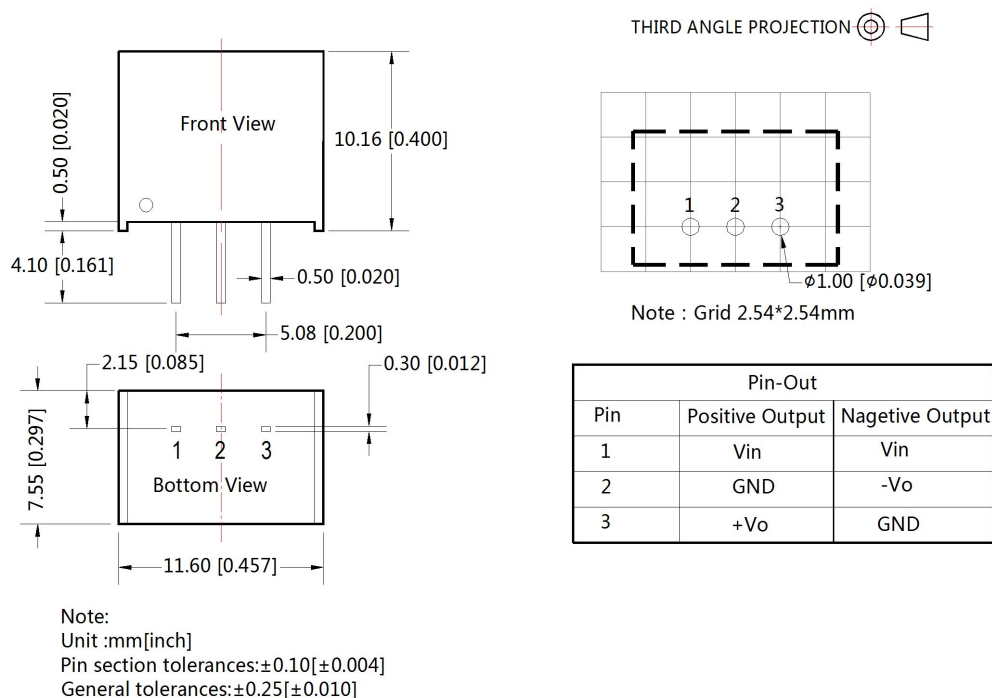 THIRD ANGLE PROJECTION
Front View
0.50 [0.020]
10.16 [0.400]
4.10 [0.161]
0.50 [0.020]
5.08 [0.200]
1 2 3
ϕ1.00 [ϕ0.039]
Note : Grid 2.54*2.54mm
2.15 [0.085]
0.30 [0.012]
7.55 [0.297]
1 2 3
Bottom View
11.60 [0.457]
Pin-Out
Pin Positive Output Nagetive Output
1 Vin Vin
2 GND -Vo
3 +Vo GND
Note:
Unit :mm[inch]
Pin section tolerances:±0.10[±0.004]
General tolerances:±0.25[±0.010]